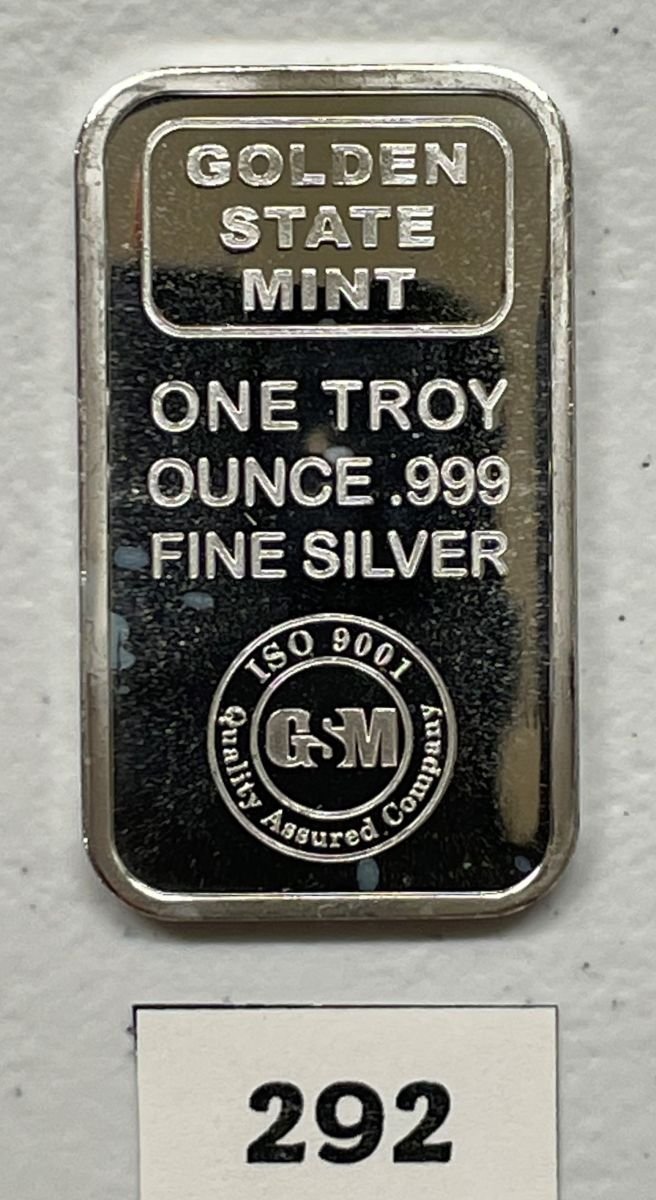 GOLDEN
STATE
MINT
ONE TROY
OUNCE .999
FINE SILVER
ISO 9001
GSM
Quality Assured Company
292